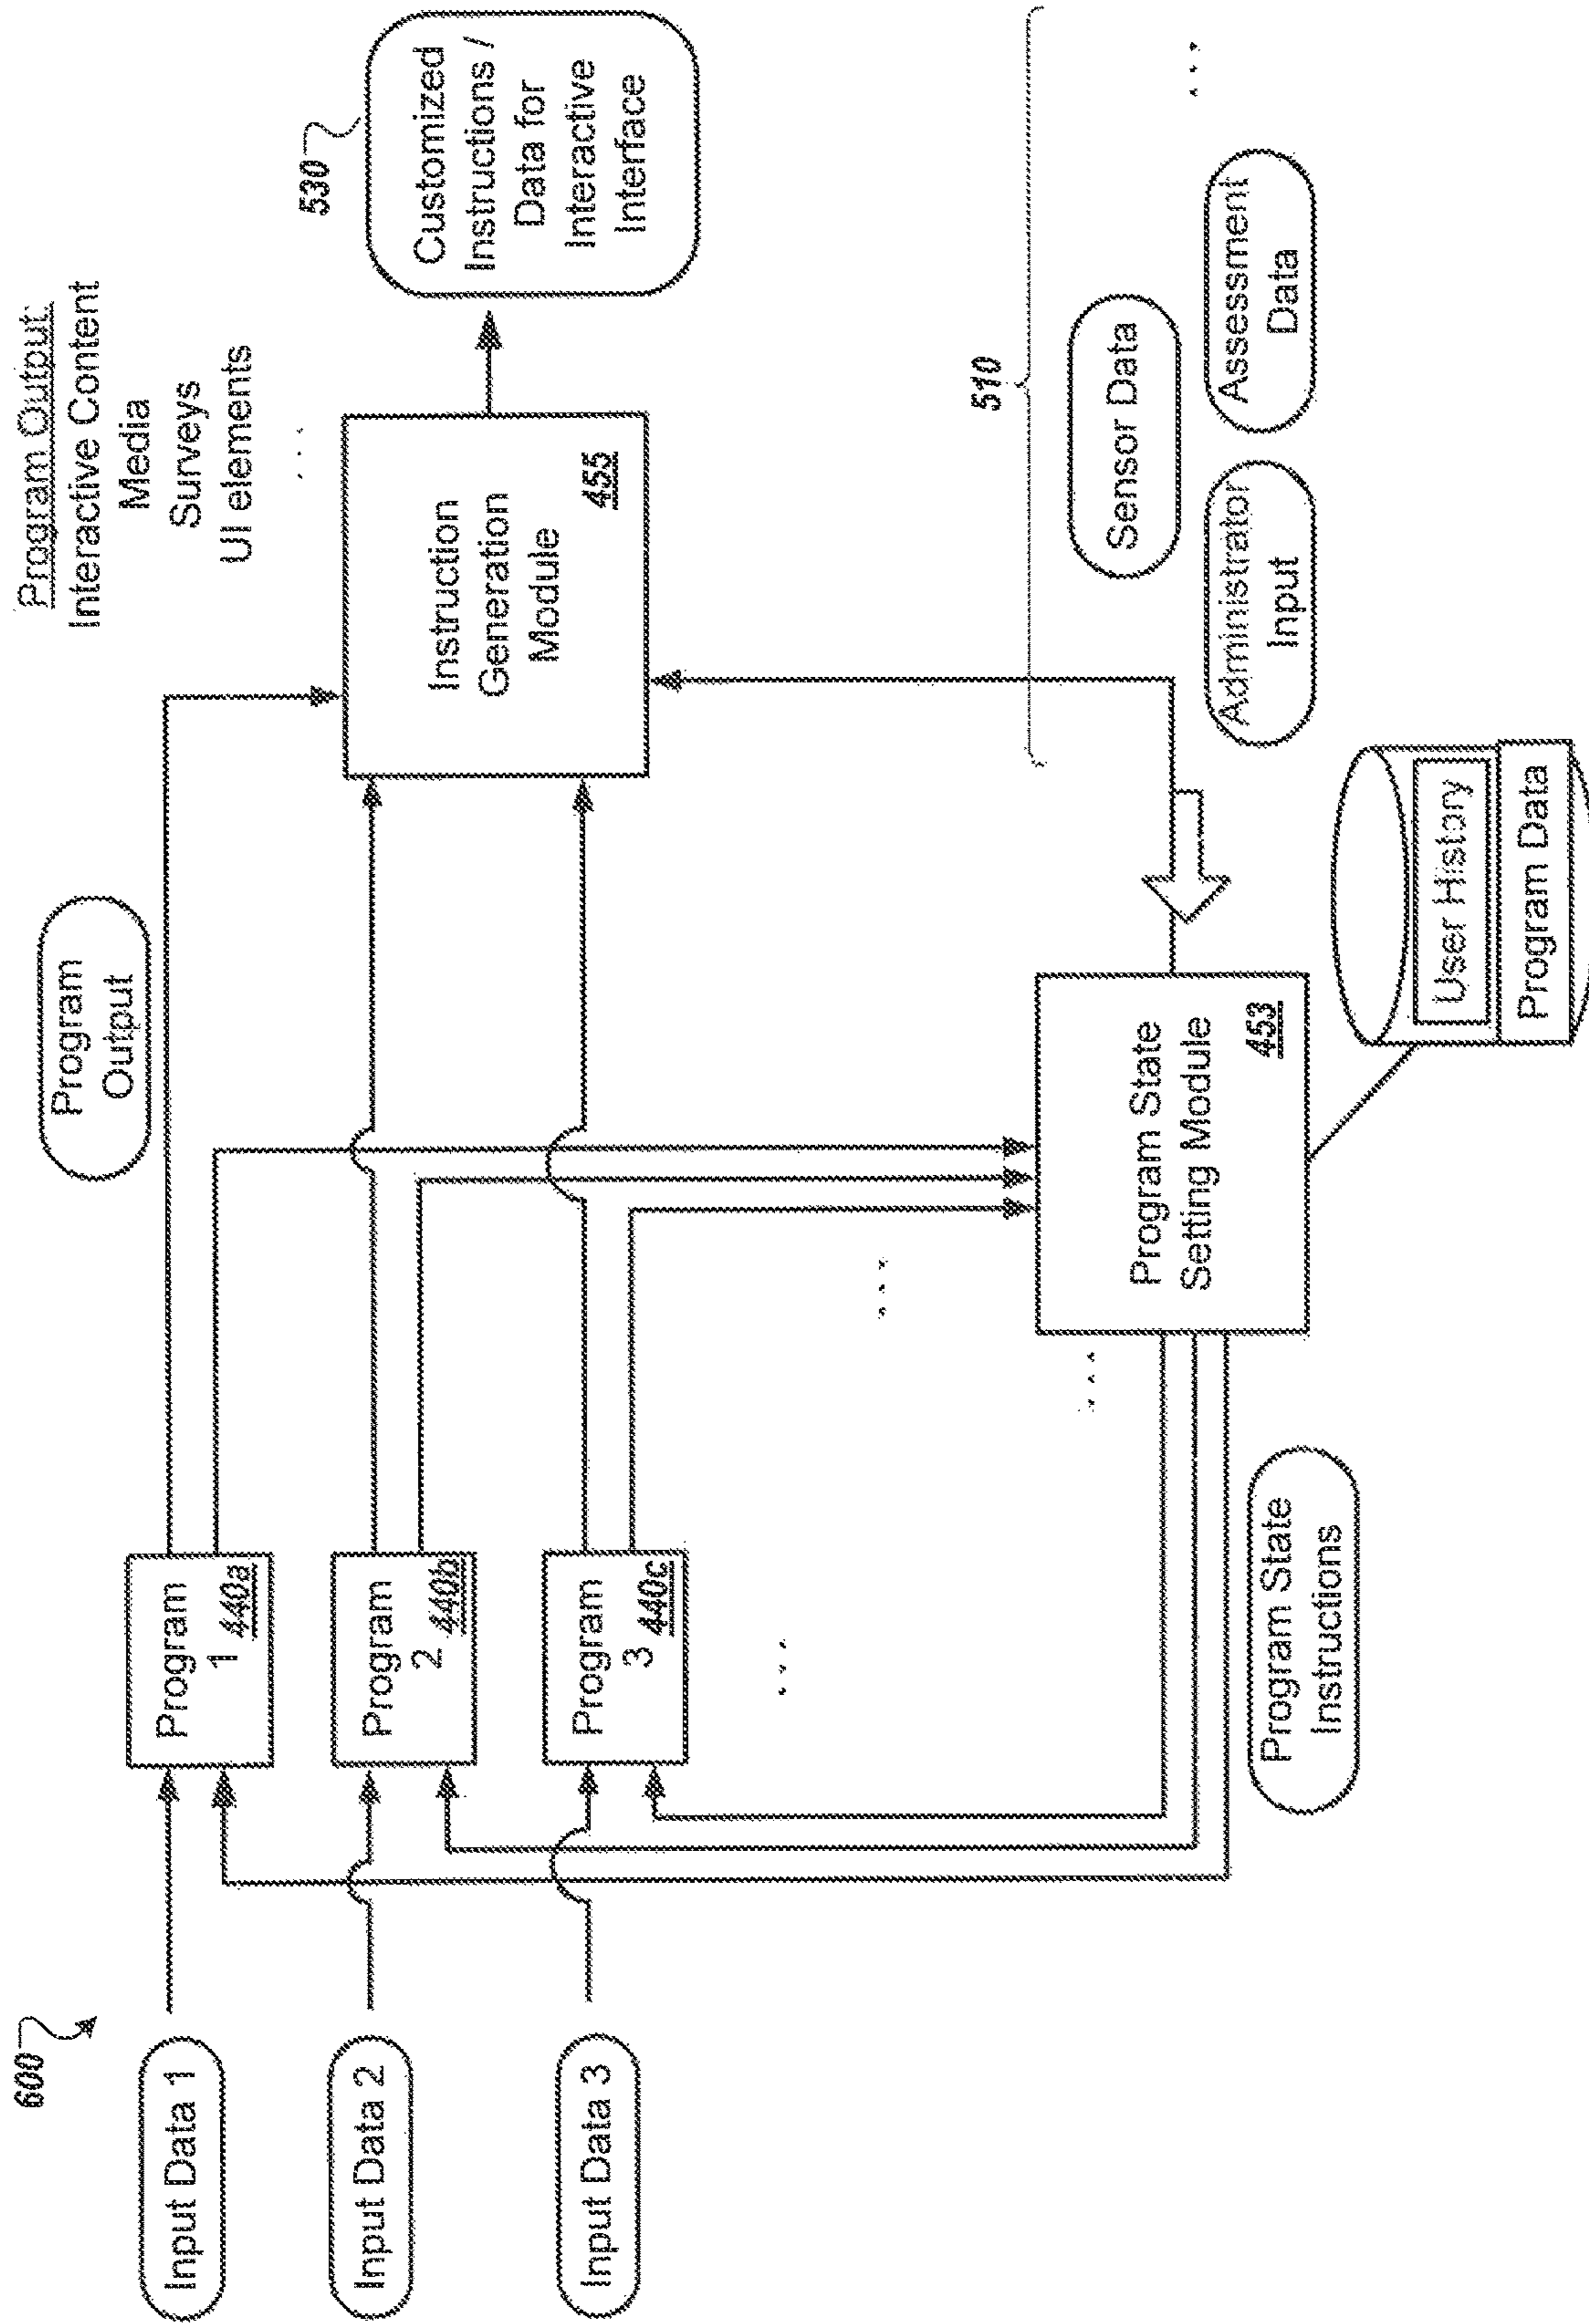 600
Input Data 1
Input Data 2
Input Data 3
Program
1
440a
Program
2
440b
Program
3
440c
. . .
Program
Output
. . .
. . .
Program State
Instructions
Program State
Setting Module
453
User History
Program Data
Program Output:
Interactive Content
Media
Surveys
UI elements
. . .
Instruction
Generation
Module
455
530
Customized
Instructions /
Data for
Interactive
Interface
510
Sensor Data
Administrator
Input
Assessment
Data
. . .